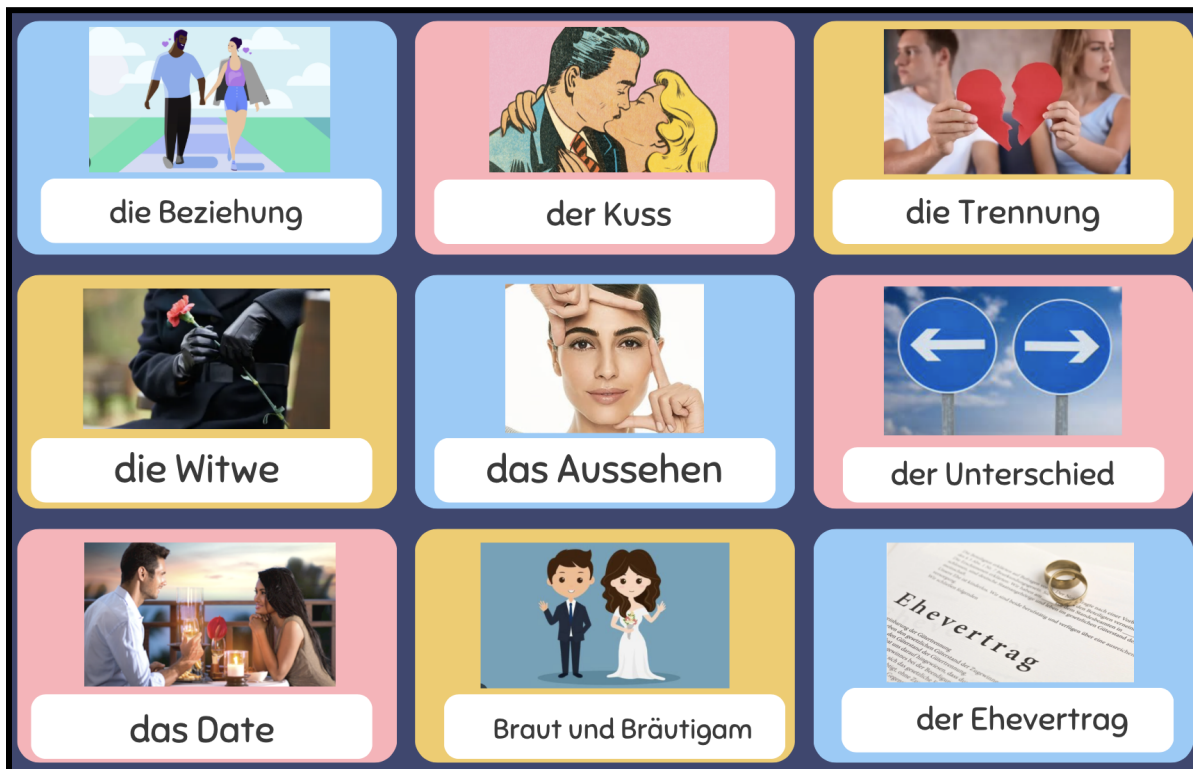 die Beziehung
der Kuss
die Trennung
die Witwe
das Aussehen
der Unterschied
das Date
Braut und Bräutigam
Ehevertrag
der Ehevertrag